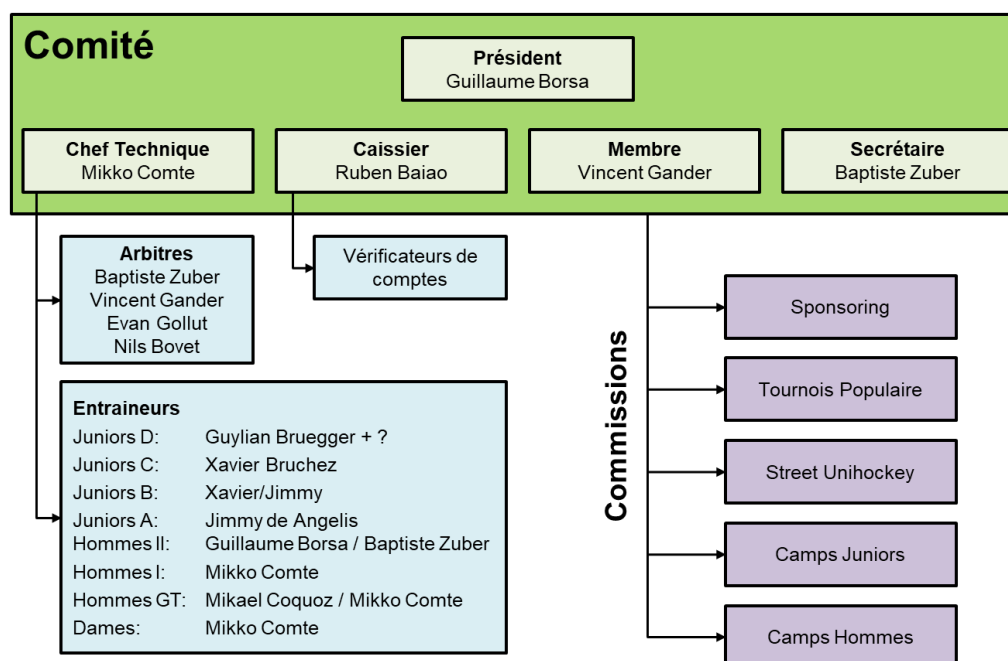 Comité
Président
Guillaume Borsa
Chef Technique
Mikko Comte
Caissier
Ruben Baiao
Membre
Vincent Gander
Secrétaire
Baptiste Zuber
Arbitres
Baptiste Zuber
Vincent Gander
Evan Gollut
Nils Bovet
Vérificateurs de
comptes
Entraineurs
Juniors D: Guylian Bruegger + ?
Juniors C: Xavier Bruchez
Juniors B: Xavier/Jimmy
Juniors A: Jimmy de Angelis
Hommes II: Guillaume Borsa / Baptiste Zuber
Hommes I: Mikko Comte
Hommes GT: Mikael Coquoz / Mikko Comte
Dames: Mikko Comte
Commissions
Sponsoring
Tournois Populaire
Street Unihockey
Camps Juniors
Camps Hommes